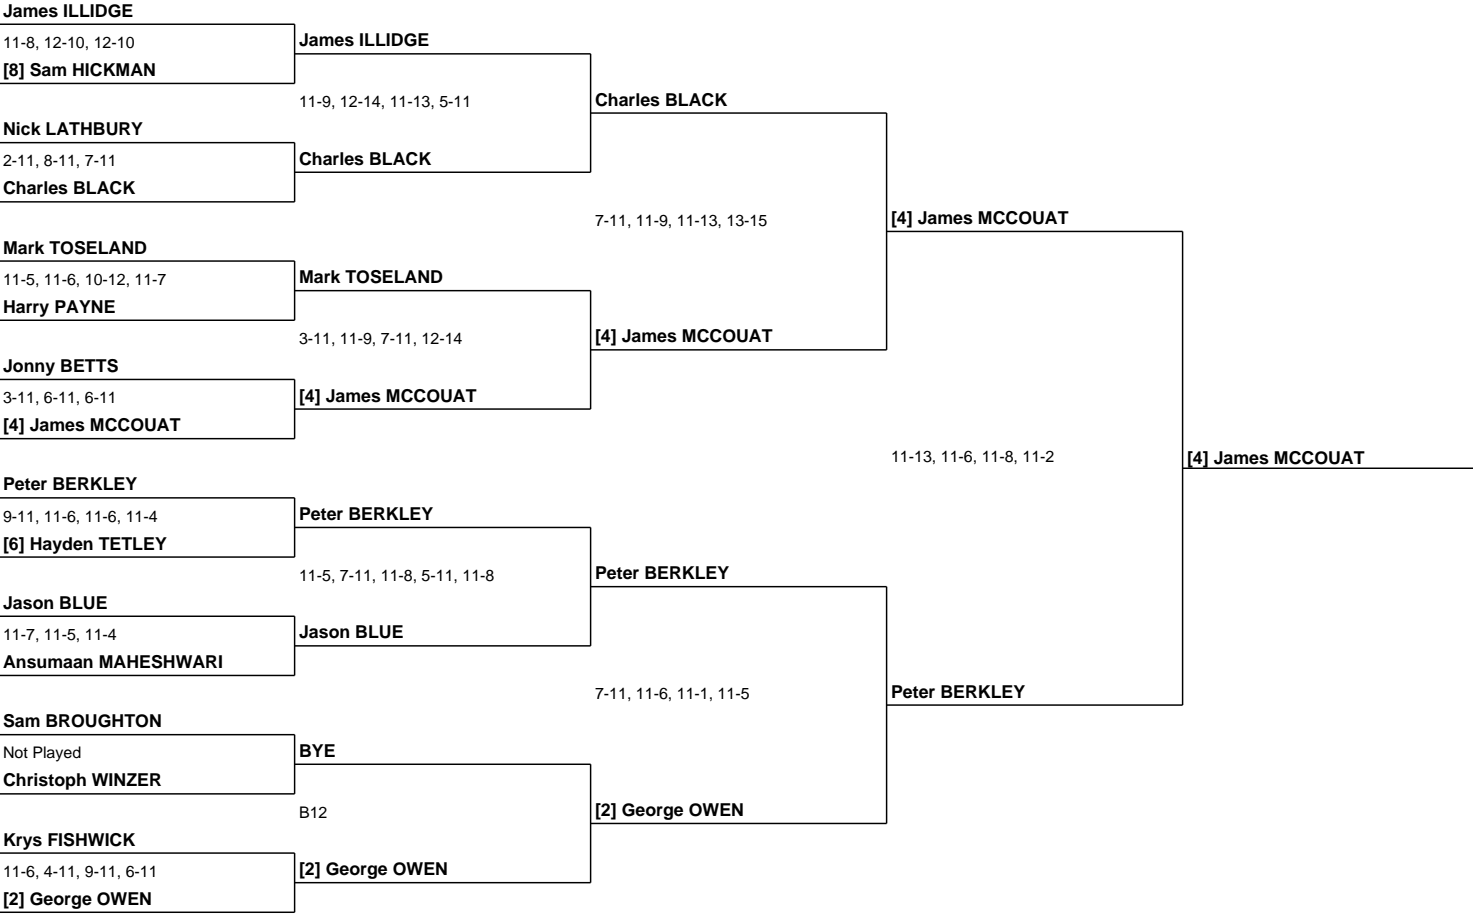 James ILLIDGE
11-8, 12-10, 12-10
[8] Sam HICKMAN
Nick LATHBURY
2-11, 8-11, 7-11
Charles BLACK
Mark TOSELAND
11-5, 11-6, 10-12, 11-7
Harry PAYNE
Jonny BETTS
3-11, 6-11, 6-11
[4] James MCCOUAT
Peter BERKLEY
9-11, 11-6, 11-6, 11-4
[6] Hayden TETLEY
Jason BLUE
11-7, 11-5, 11-4
Ansumaan MAHESHWARI
Sam BROUGHTON
Not Played
Christoph WINZER
Krys FISHWICK
11-6, 4-11, 9-11, 6-11
[2] George OWEN
James ILLIDGE
11-9, 12-14, 11-13, 5-11
Charles BLACK
Mark TOSELAND
3-11, 11-9, 7-11, 12-14
[4] James MCCOUAT
Peter BERKLEY
11-5, 7-11, 11-8, 5-11, 11-8
Jason BLUE
BYE
B12
[2] George OWEN
Charles BLACK
7-11, 11-9, 11-13, 13-15
[4] James MCCOUAT
Peter BERKLEY
7-11, 11-6, 11-1, 11-5
[2] George OWEN
[4] James MCCOUAT
11-13, 11-6, 11-8, 11-2
Peter BERKLEY
[4] James MCCOUAT